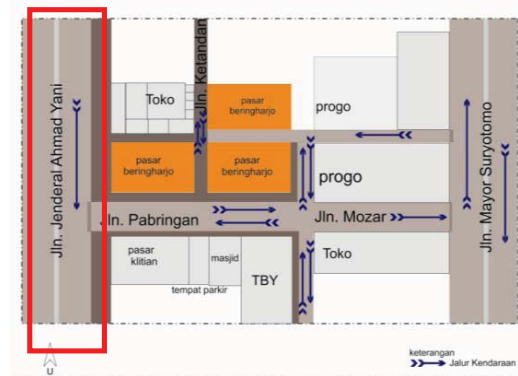 Jln. Jenderal Ahmad Yani
Toko
Jln. Ketandan
pasar
beringharjo
progo
pasar
beringharjo
pasar
beringharjo
progo
Jln. Mayor Suryotomo
Jln. Pabringan
Jln. Mozar
pasar
klitian
masjid
tempat parkir
TBY
Toko
U
keterangan
Jalur Kendaraan